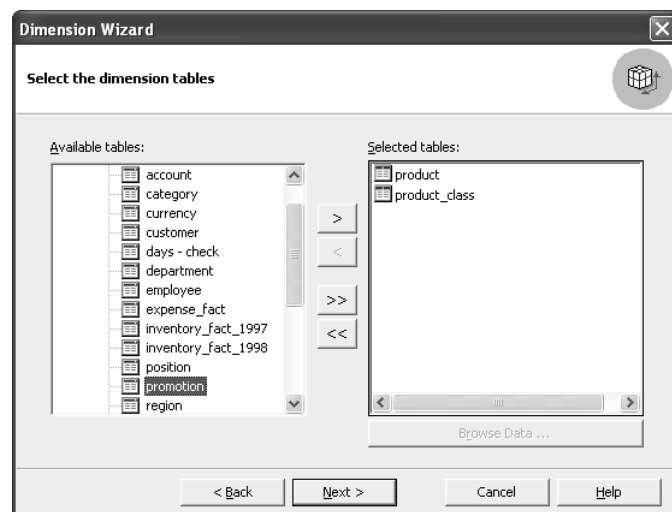 Dimension Wizard
Select the dimension tables
Available tables:
account
category
currency
customer
days - check
department
employee
expense_fact
inventory_fact_1997
inventory_fact_1998
position
promotion
region
>
<
>>
<<
Selected tables:
product
product_class
Browse Data ...
< Back
Next >
Cancel
Help